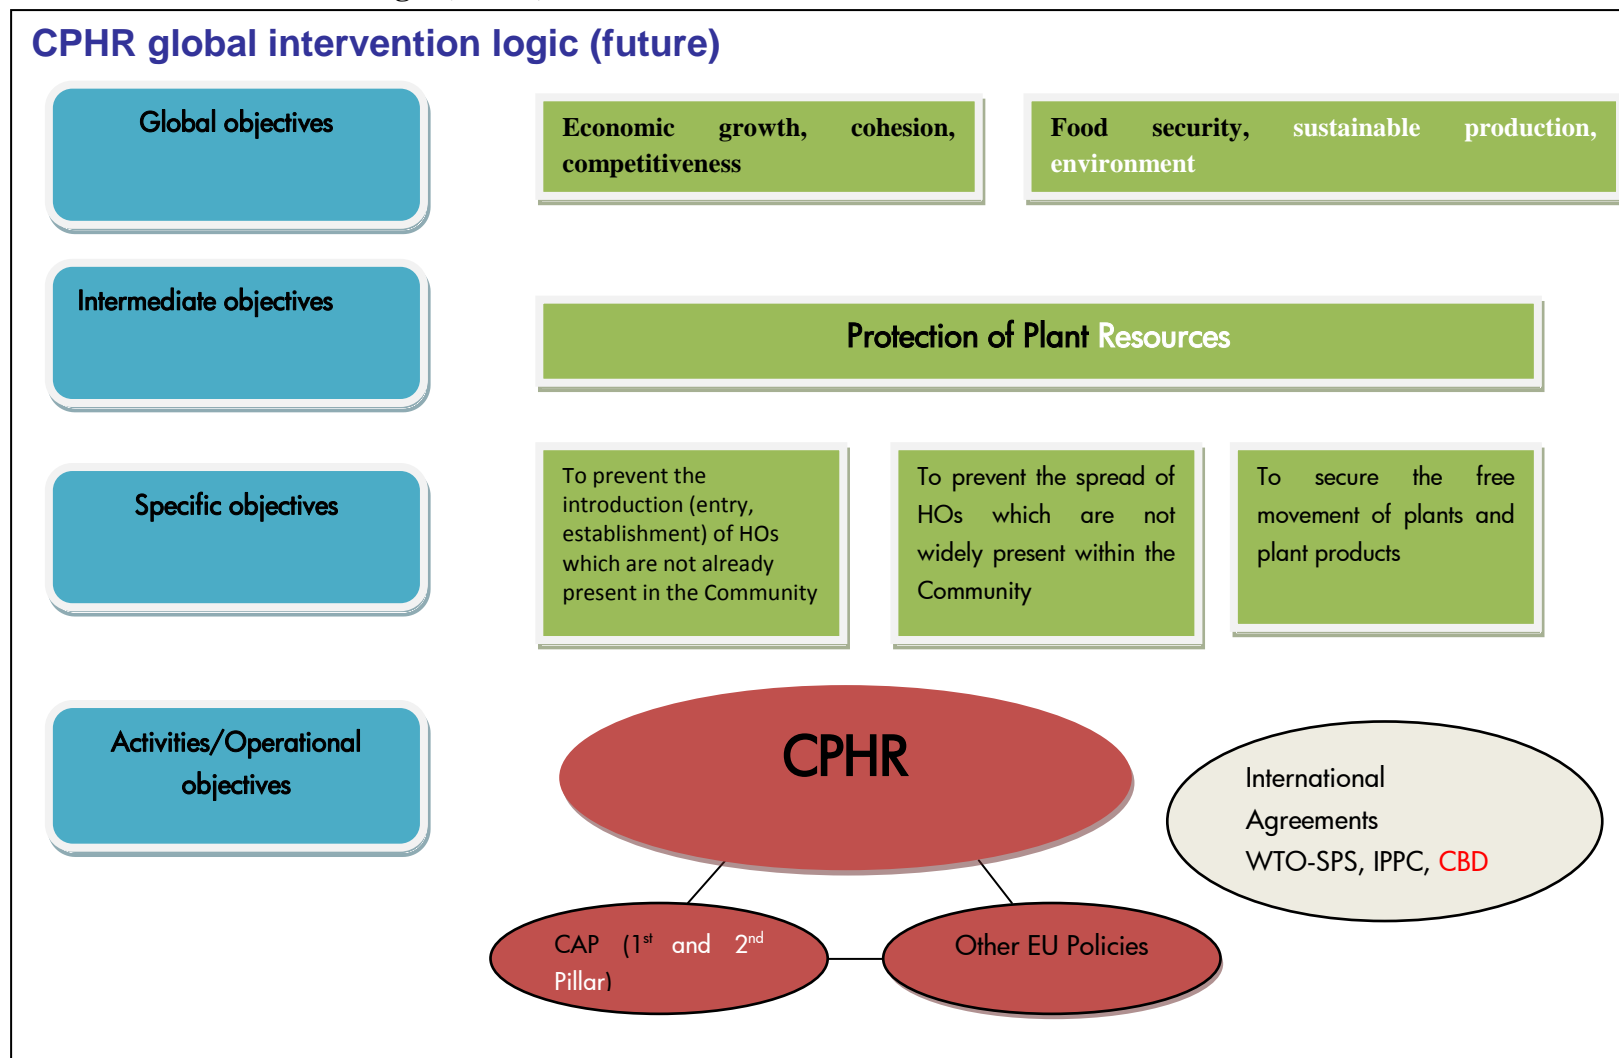 CPHR global intervention logic (future)
Global objectives
Economic growth, cohesion,
competitiveness
Food security, sustainable production,
environment
Intermediate objectives
Protection of Plant Resources
Specific objectives
To prevent the
introduction (entry,
establishment) of HOs
which are not already
present in the Community
To prevent the spread of
HOs which are not
widely present within the
Community
To secure the free
movement of plants and
plant products
Activities/Operational
objectives
CPHR
International
Agreements
WTO-SPS, IPPC, CBD
CAP (1st and 2nd
Pillar)
Other EU Policies